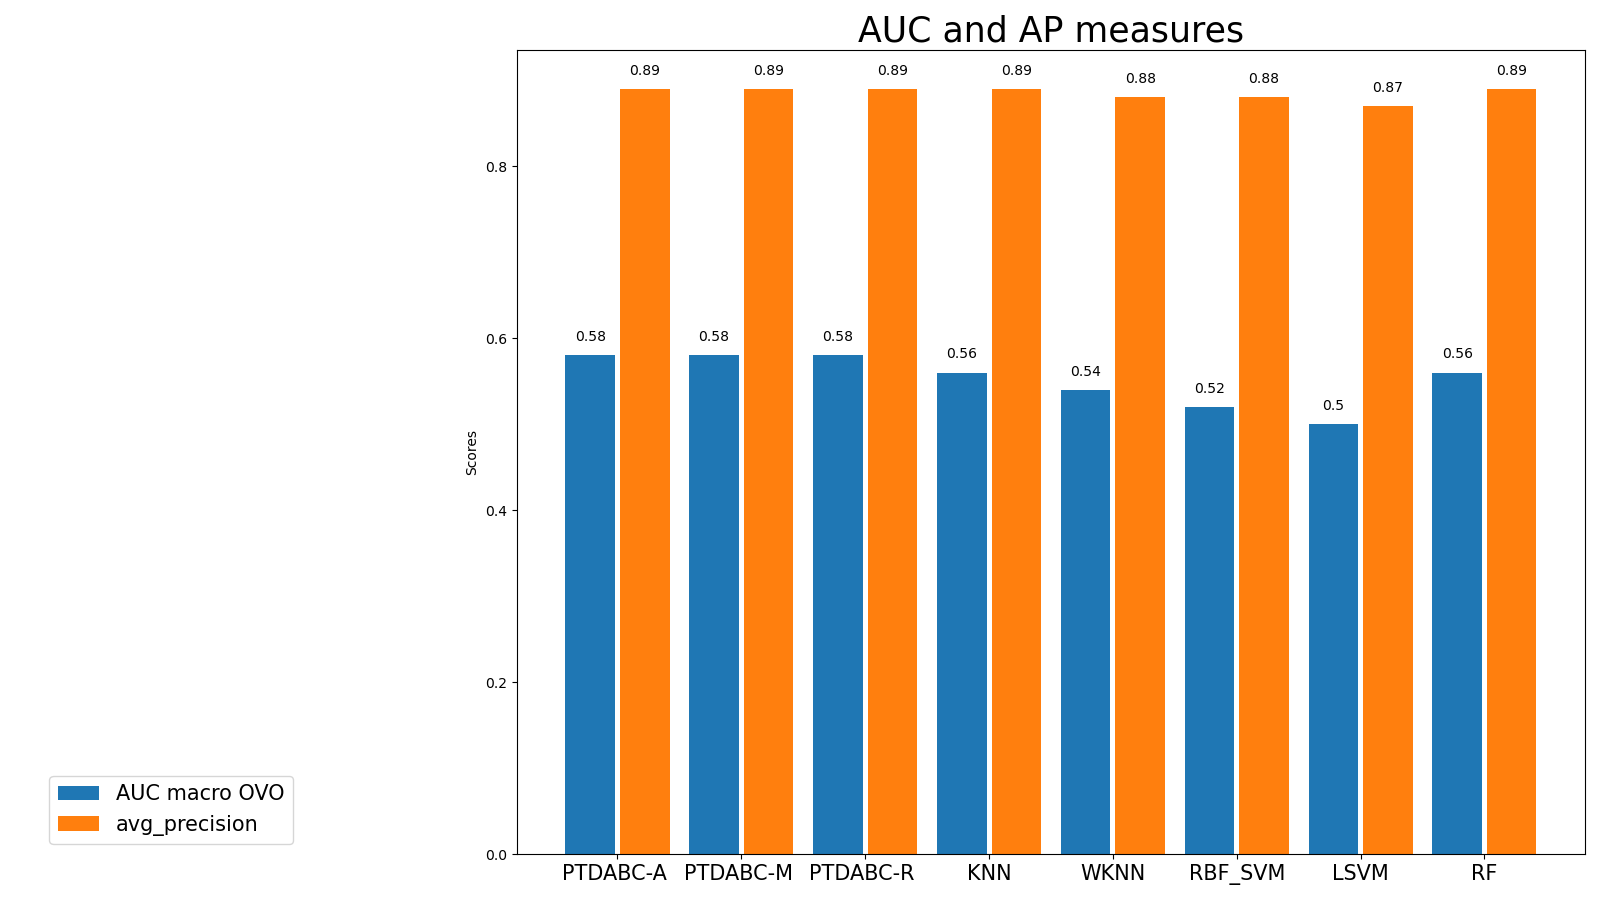 AUC and AP measures
0.89 0.89 0.89 0.89 0.88 0.88 0.87 0.89
0.58 0.58 0.58 0.56 0.54 0.52 0.5 0.56
Scores
0.8
0.6
0.4
0.2
0.0
PTDABC-A PTDABC-M PTDABC-R KNN WKNN RBF_SVM LSVM RF
AUC macro OVO
avg_precision